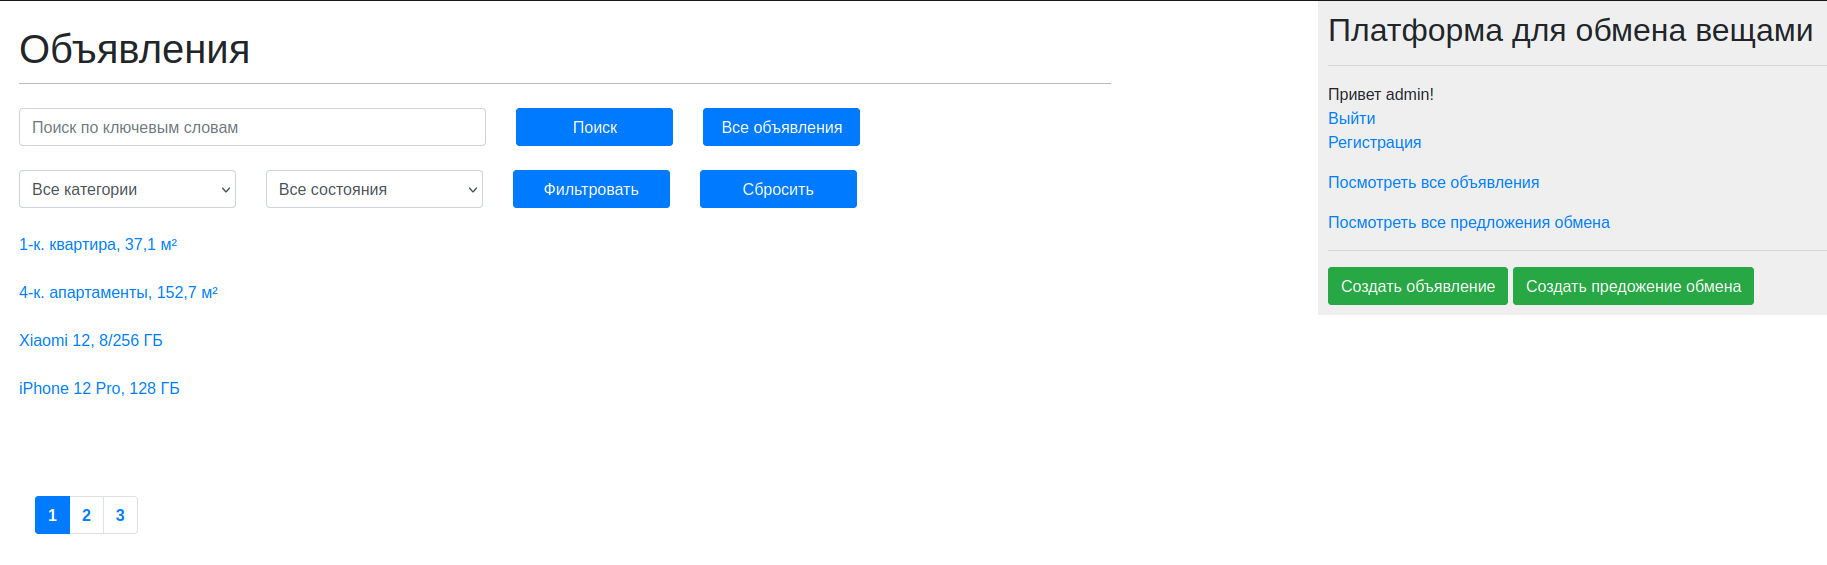 Объявления
Поиск по ключевым словам
Поиск
Все объявления
Все категории
Все состояния
Фильтровать
Сбросить
1-к. квартира, 37,1 м²
4-к. апартаменты, 152,7 м²
Xiaomi 12, 8/256 ГБ
iPhone 12 Pro, 128 ГБ
1 2 3
Платформа для обмена вещами
Привет admin!
Выйти
Регистрация
Посмотреть все объявления
Посмотреть все предложения обмена
Создать объявление
Создать предожение обмена